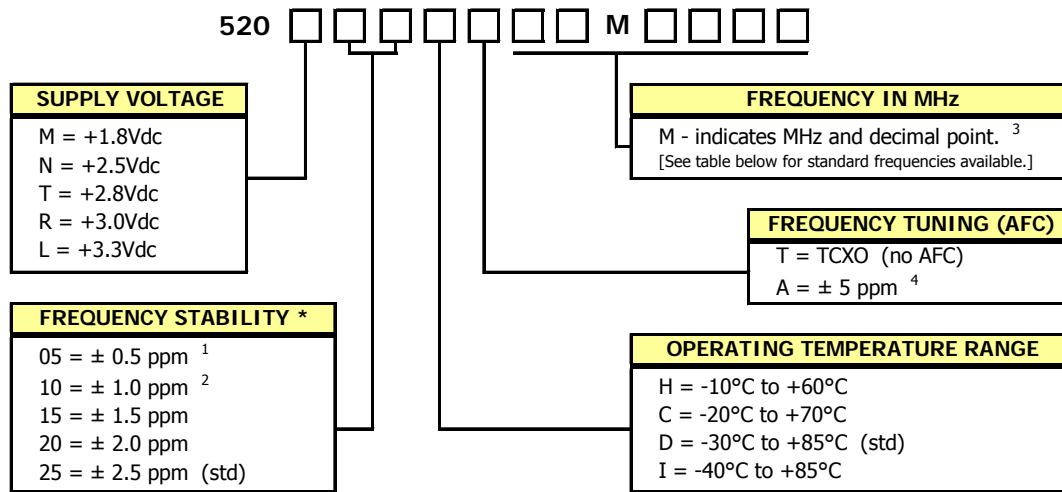 520 M
SUPPLY VOLTAGE
M = +1.8Vdc
N = +2.5Vdc
T = +2.8Vdc
R = +3.0Vdc
L = +3.3Vdc
FREQUENCY STABILITY *
05 = ± 0.5 ppm 1
10 = ± 1.0 ppm 2
15 = ± 1.5 ppm
20 = ± 2.0 ppm
25 = ± 2.5 ppm (std)
FREQUENCY IN MHz
M - indicates MHz and decimal point. 3
[See table below for standard frequencies available.]
FREQUENCY TUNING (AFC)
T = TCXO (no AFC)
A = ± 5 ppm 4
OPERATING TEMPERATURE RANGE
H = -10°C to +60°C
C = -20°C to +70°C
D = -30°C to +85°C (std)
I = -40°C to +85°C